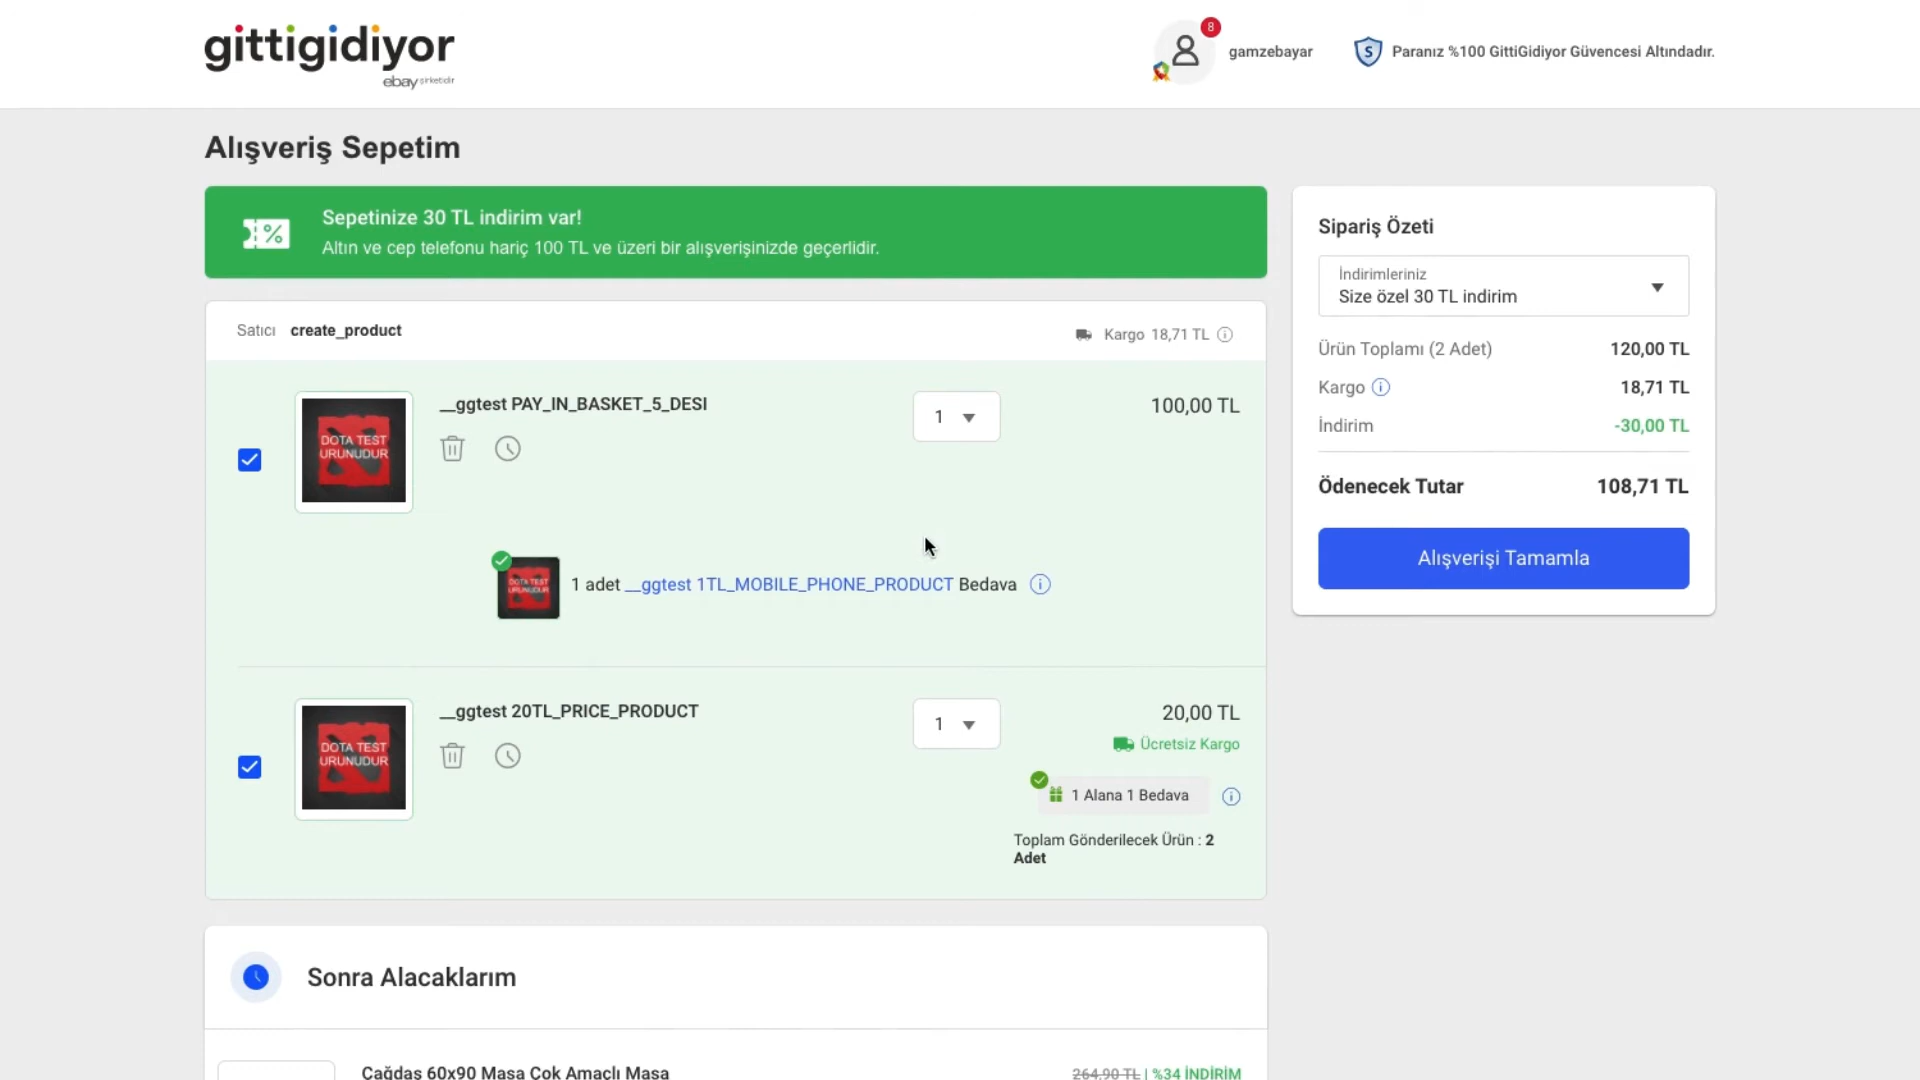 gittigidiyor
ebay şirketidir
8
gamzebayar
S
Paranız %100 GittiGidiyor Güvencesi Altındadır.
Alışveriş Sepetim
%
Sepetinize 30 TL indirim var!
Altın ve cep telefonu hariç 100 TL ve üzeri bir alışverişinizde geçerlidir.
Satıcı create_product
Kargo 18,71 TL
DOTA TEST
URUNUDUR
__ggtest PAY_IN_BASKET_5_DESI
1
100,00 TL
DOTA TEST
URUNUDUR
1 adet __ggtest 1TL_MOBILE_PHONE_PRODUCT Bedava
DOTA TEST
URUNUDUR
__ggtest 20TL_PRICE_PRODUCT
1
20,00 TL
Ücretsiz Kargo
1 Alana 1 Bedava
Toplam Gönderilecek Ürün : 2
Adet
Sonra Alacaklarım
Çağdaş 60x90 Masa Çok Amaçlı Masa
264,90 TL | %34 İNDİRİM
Sipariş Özeti
İndirimleriniz
Size özel 30 TL indirim
Ürün Toplamı (2 Adet) 120,00 TL
Kargo 18,71 TL
İndirim -30,00 TL
Ödenecek Tutar 108,71 TL
Alışverişi Tamamla